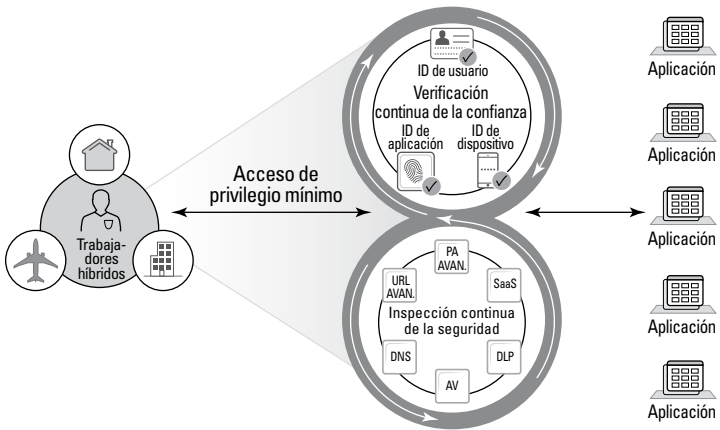 Trabaja-
dores
híbridos
Acceso de
privilegio mínimo
ID de usuario
Verificación
continua de la confianza
ID de
aplicación
ID de
dispositivo
PA
AVAN.
URL
AVAN.
SaaS
Inspección continua
de la seguridad
DNS
DLP
AV
Aplicación
Aplicación
Aplicación
Aplicación
Aplicación